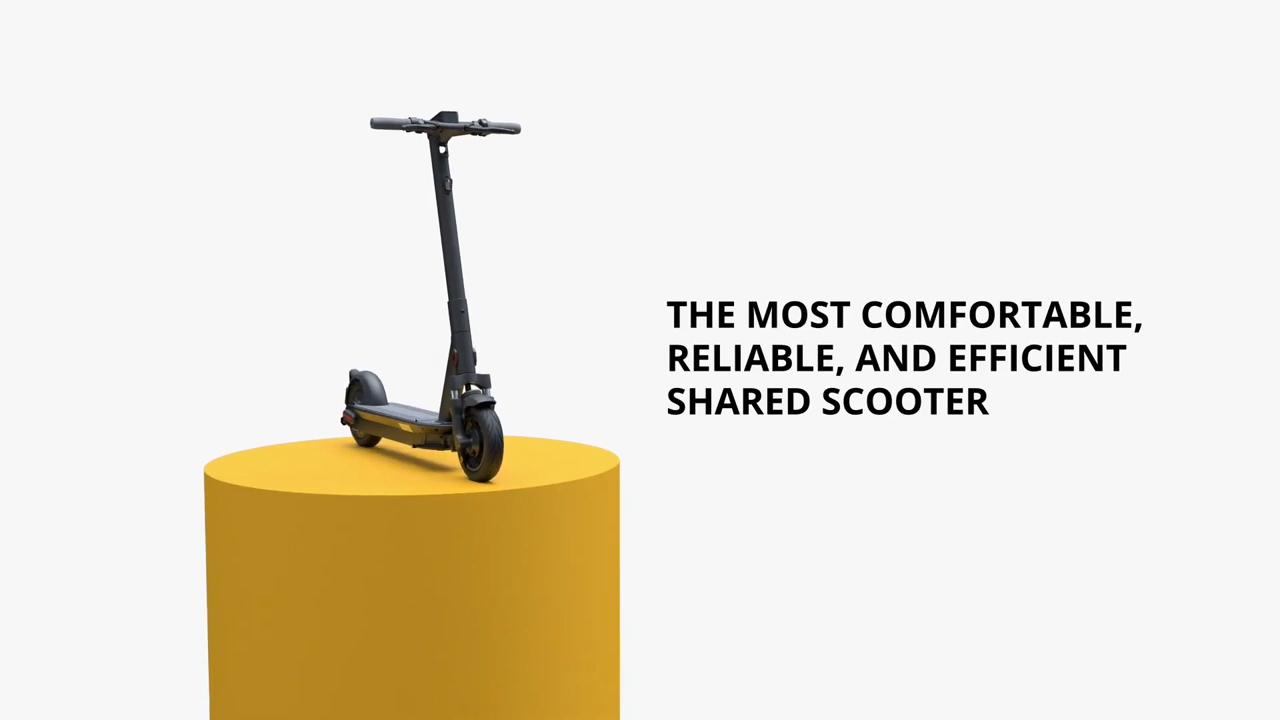 THE MOST COMFORTABLE,
RELIABLE, AND EFFICIENT
SHARED SCOOTER